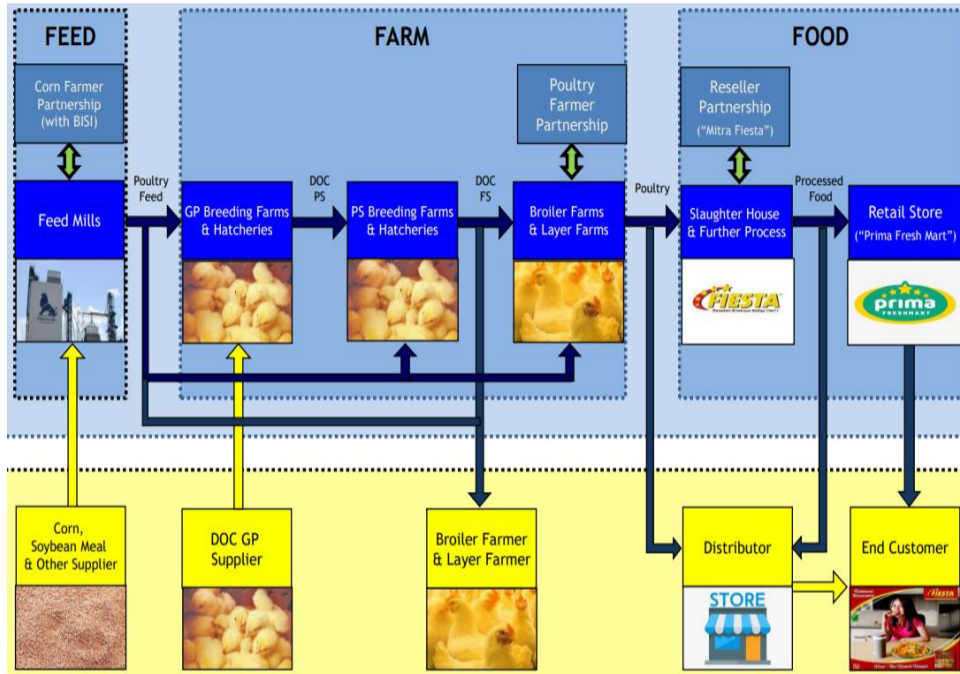 FEED
FARM
FOOD
Corn Farmer
Partnership
(with BISI)
Poultry
Farmer
Partnership
Reseller
Partnership
("Mitra Fiesta")
Feed Mills
Poultry
Feed
GP Breeding Farms
& Hatcheries
DOC
PS
PS Breeding Farms
& Hatcheries
DOC
FS
Broiler Farms
& Layer Farms
Poultry
Slaughter House
& Further Process
Processed
Food
Retail Store
("Prima Fresh Mart")
FIESTA
prima
FRESHMART
Corn,
Soybean Meal
& Other Supplier
DOC GP
Supplier
Broiler Farmer
& Layer Farmer
Distributor
End Customer
STORE
FIESTA